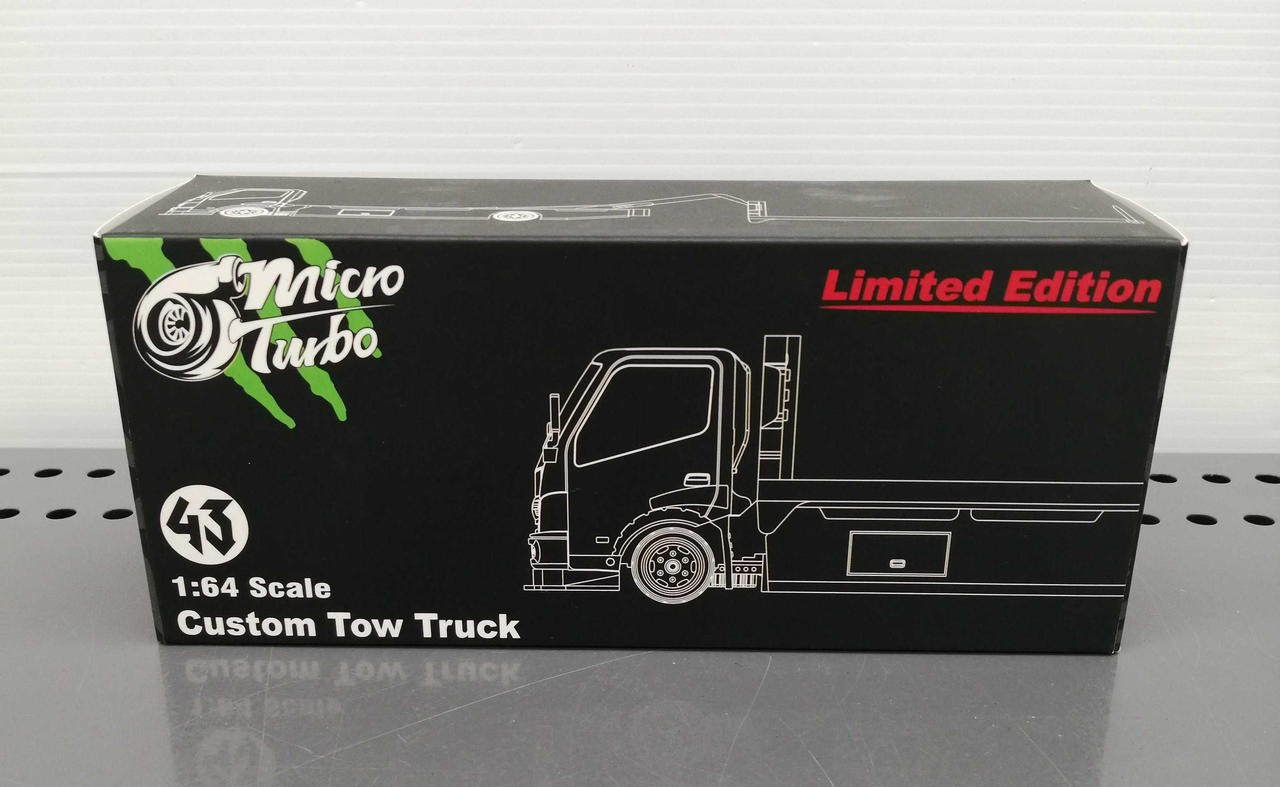 Micro
Turbo
Limited Edition
43
1:64 Scale
Custom Tow Truck